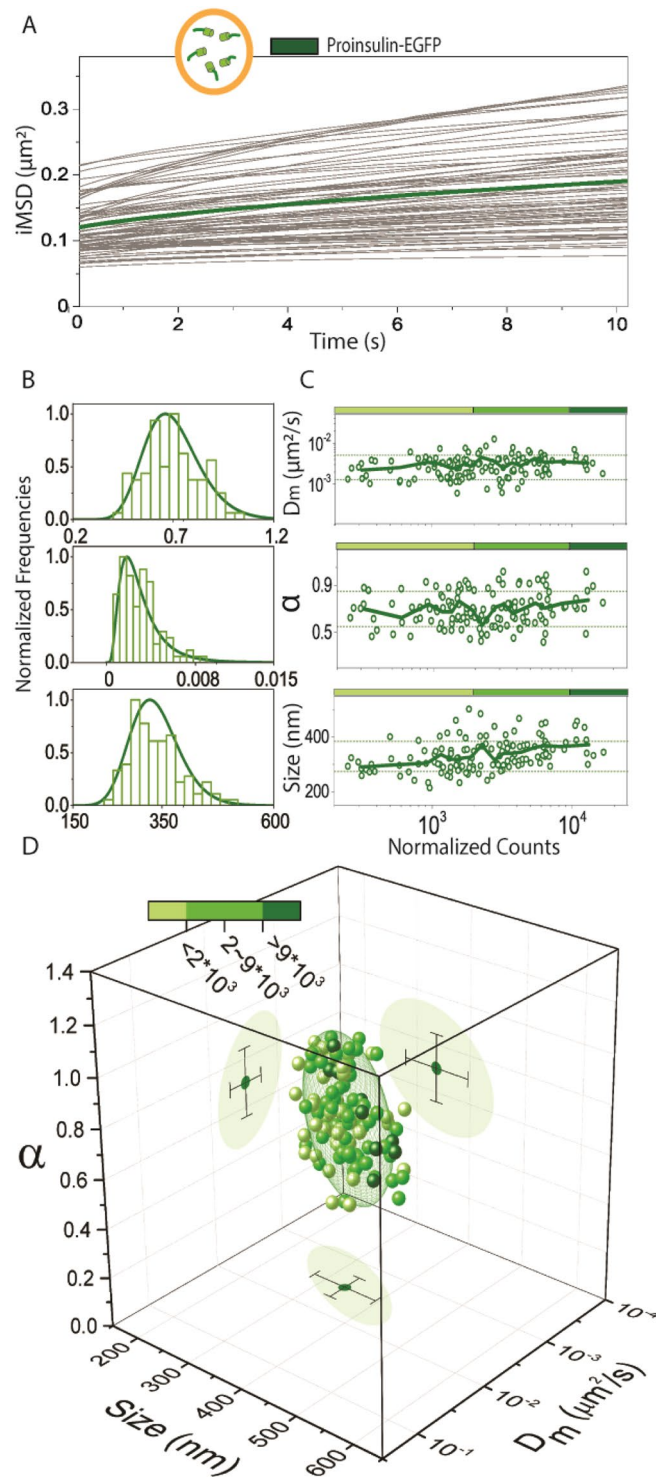 A
Proinsulin-EGFP
iMSD (μm²)
0.3
0.2
0.1
0
0 2 4 6 8 10
Time (s)
B
Normalized Frequencies
1.0
0.5
0.0
0.2 0.7 1.2
1.0
0.5
0.0
0 0.008 0.015
1.0
0.5
0.0
150 350 600
C
Dm (μm²/s)
10⁻²
10⁻³
α
0.9
0.5
Size (nm)
400
200
10³ 10⁴
Normalized Counts
D
<2*10³
2~9*10³
>9*10³
α
1.4
1.2
1.0
0.8
0.6
0.4
0.2
0.0
200 300 400 500 600
Size (nm)
10⁻¹ 10⁻² 10⁻³ 10⁻⁴
Dm (μm²/s)